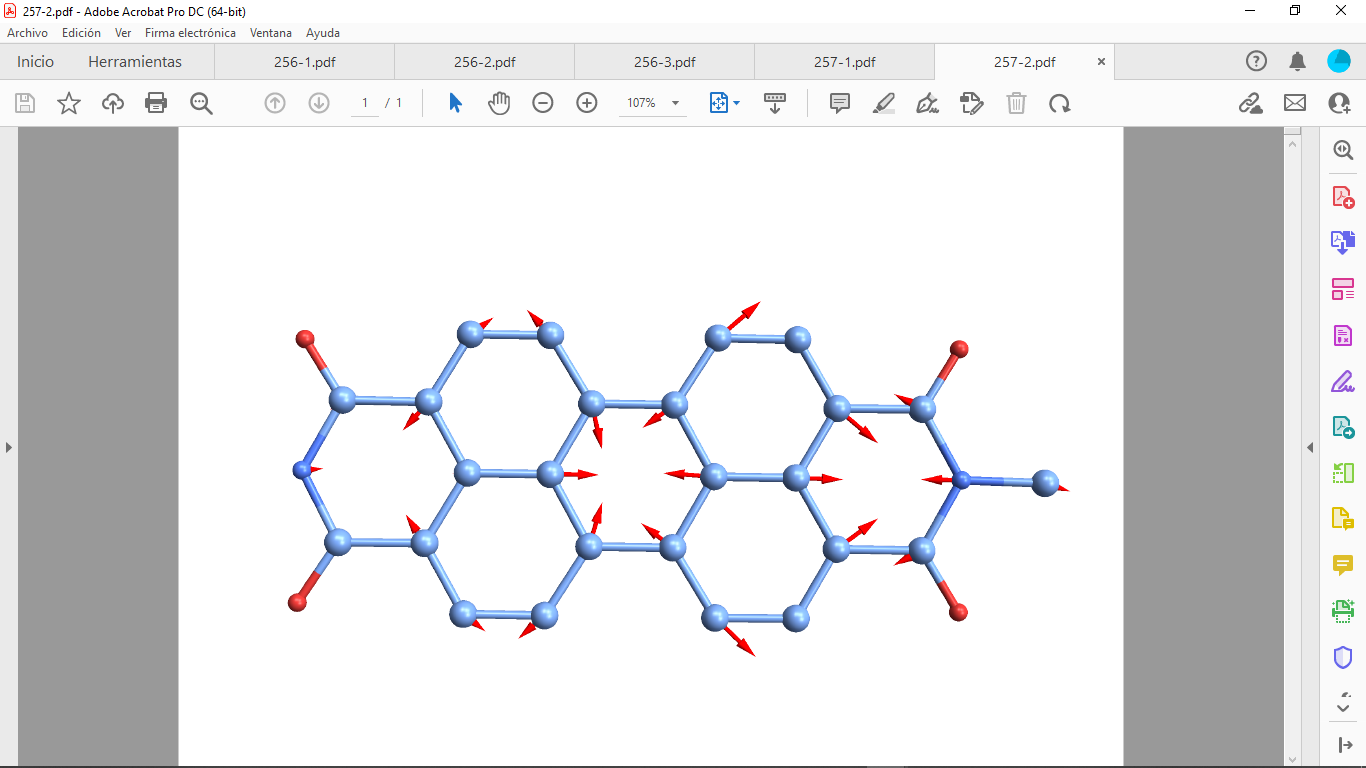 257-2.pdf - Adobe Acrobat Pro DC (64-bit)
Archivo Edición Ver Firma electrónica Ventana Ayuda
Inicio Herramientas 256-1.pdf 256-2.pdf 256-3.pdf 257-1.pdf 257-2.pdf
1 / 1 107%